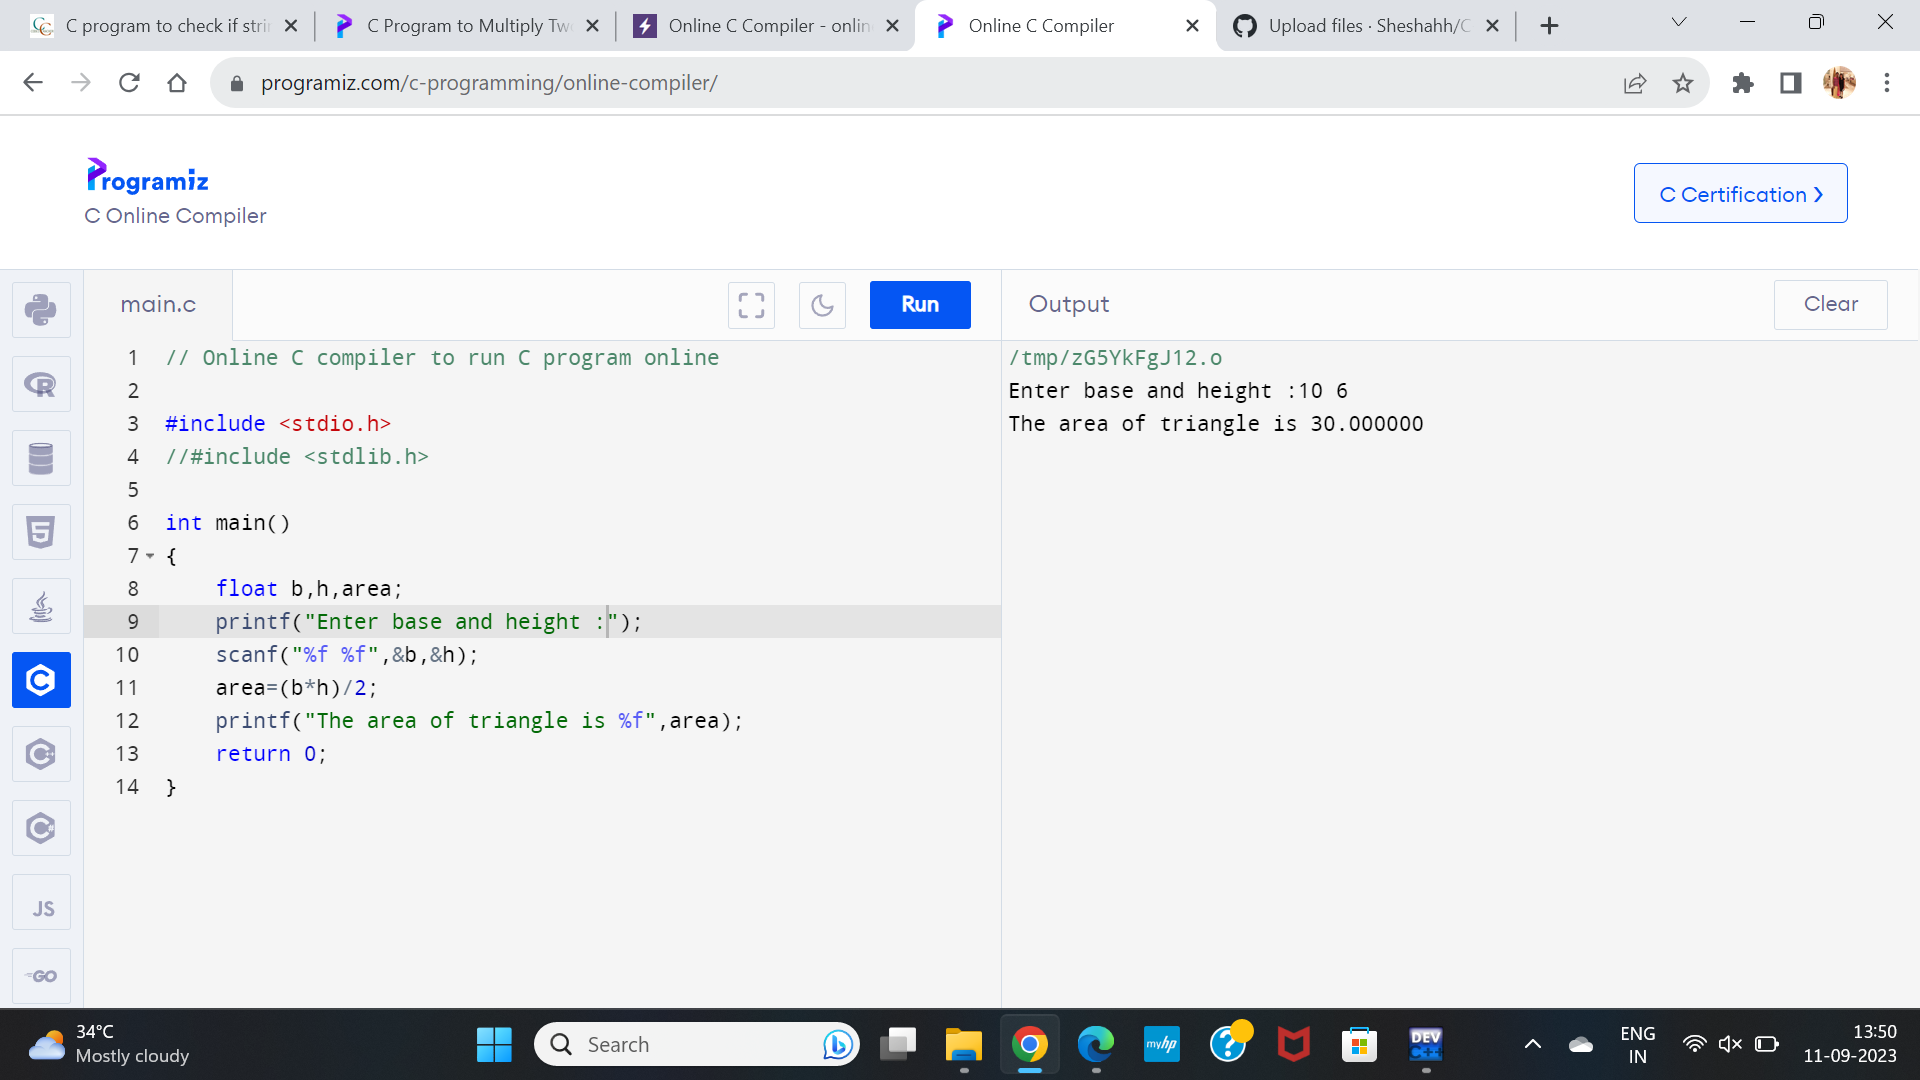 C program to check if stri
C Program to Multiply Tw
Online C Compiler - onlin
Online C Compiler
Upload files · Sheshahh/C
programiz.com/c-programming/online-compiler/
Programiz
C Online Compiler
C Certification
main.c
Run
Output
Clear
1 // Online C compiler to run C program online
2
3 #include <stdio.h>
4 //#include <stdlib.h>
5
6 int main()
7 {
8 float b,h,area;
9 printf("Enter base and height :");
10 scanf("%f %f",&b,&h);
11 area=(b*h)/2;
12 printf("The area of triangle is %f",area);
13 return 0;
14 }
/tmp/zG5YkFgJ12.o
Enter base and height :10 6
The area of triangle is 30.000000
JS
GO
34°C
Mostly cloudy
Search
myhp
DEV
C++
ENG
IN
13:50
11-09-2023